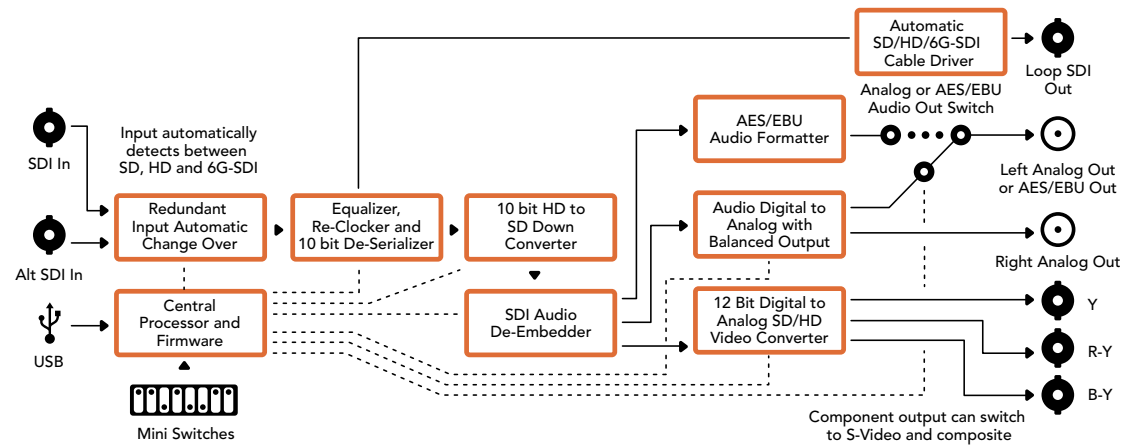 Automatic
SD/HD/6G-SDI
Cable Driver
Loop SDI
Out
Analog or AES/EBU
Audio Out Switch
AES/EBU
Audio Formatter
Input automatically
detects between
SD, HD and 6G-SDI
SDI In
Left Analog Out
or AES/EBU Out
Redundant
Input Automatic
Change Over
Equalizer,
Re-Clocker and
10 bit De-Serializer
10 bit HD to
SD Down
Converter
Audio Digital to
Analog with
Balanced Output
Alt SDI In
Right Analog Out
Central
Processor and
Firmware
SDI Audio
De-Embedder
12 Bit Digital to
Analog SD/HD
Video Converter
Y
USB
R-Y
B-Y
Mini Switches
Component output can switch
to S-Video and composite